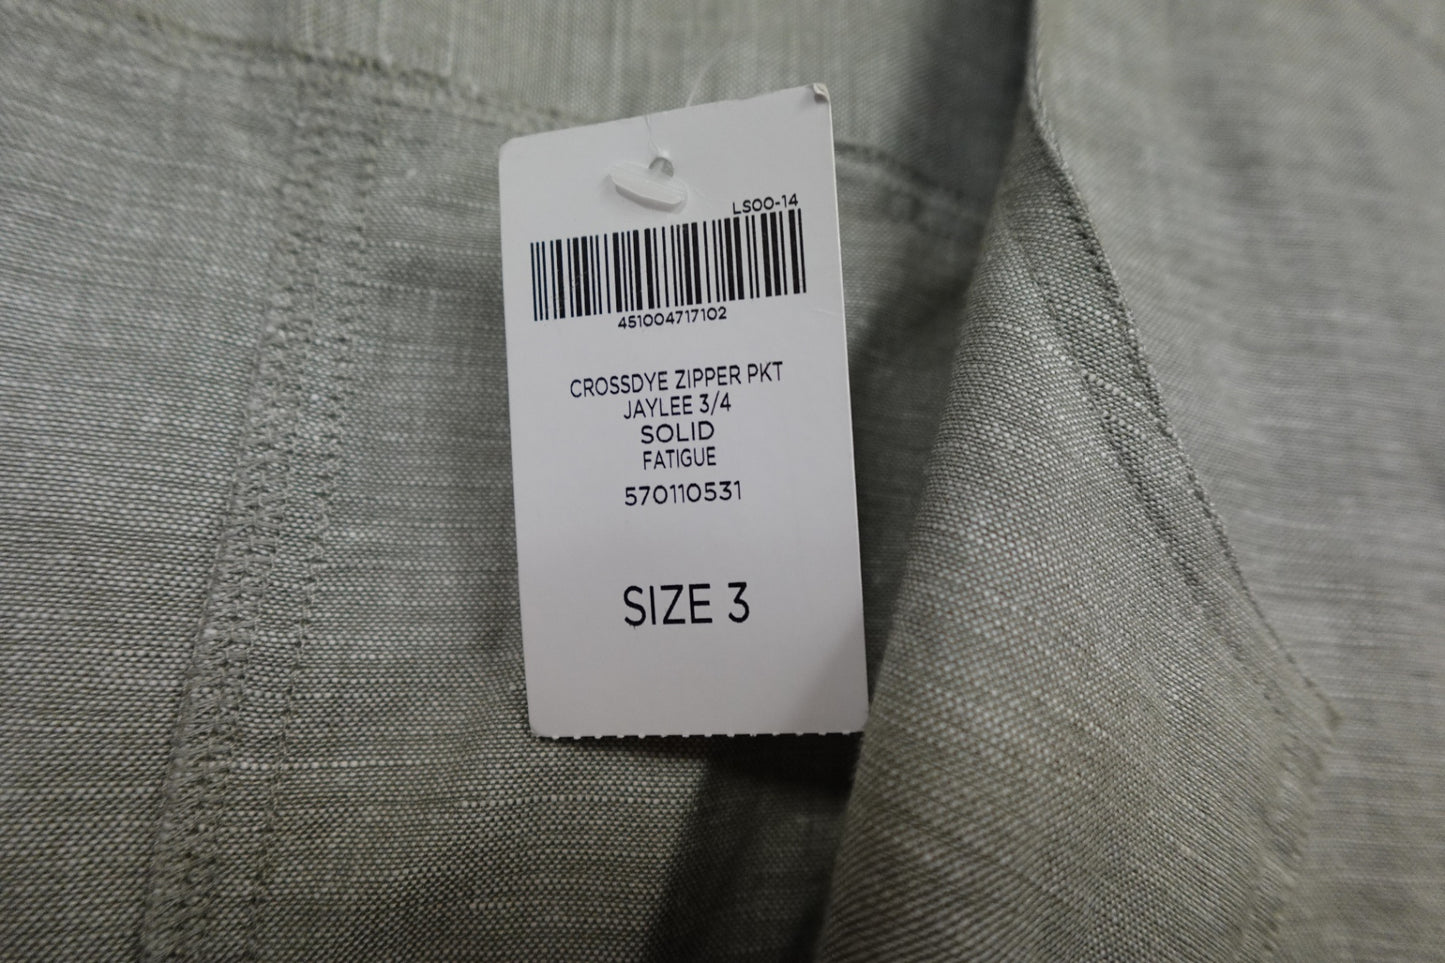 LS00-14
451004717102
CROSSDYE ZIPPER PKT
JAYLEE 3/4
SOLID
FATIGUE
570110531
SIZE 3